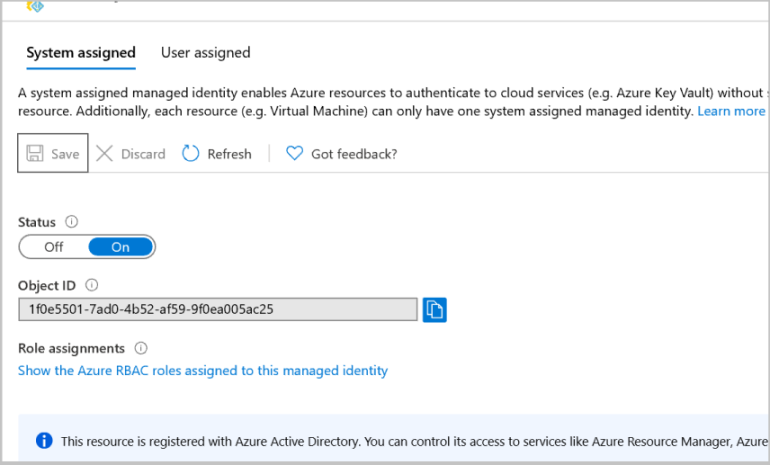 System assigned
User assigned
A system assigned managed identity enables Azure resources to authenticate to cloud services (e.g. Azure Key Vault) without
resource. Additionally, each resource (e.g. Virtual Machine) can only have one system assigned managed identity. Learn more
Save
Discard
Refresh
Got feedback?
Status
Off
On
Object ID
1f0e5501-7ad0-4b52-af59-9f0ea005ac25
Role assignments
Show the Azure RBAC roles assigned to this managed identity
This resource is registered with Azure Active Directory. You can control its access to services like Azure Resource Manager, Azure